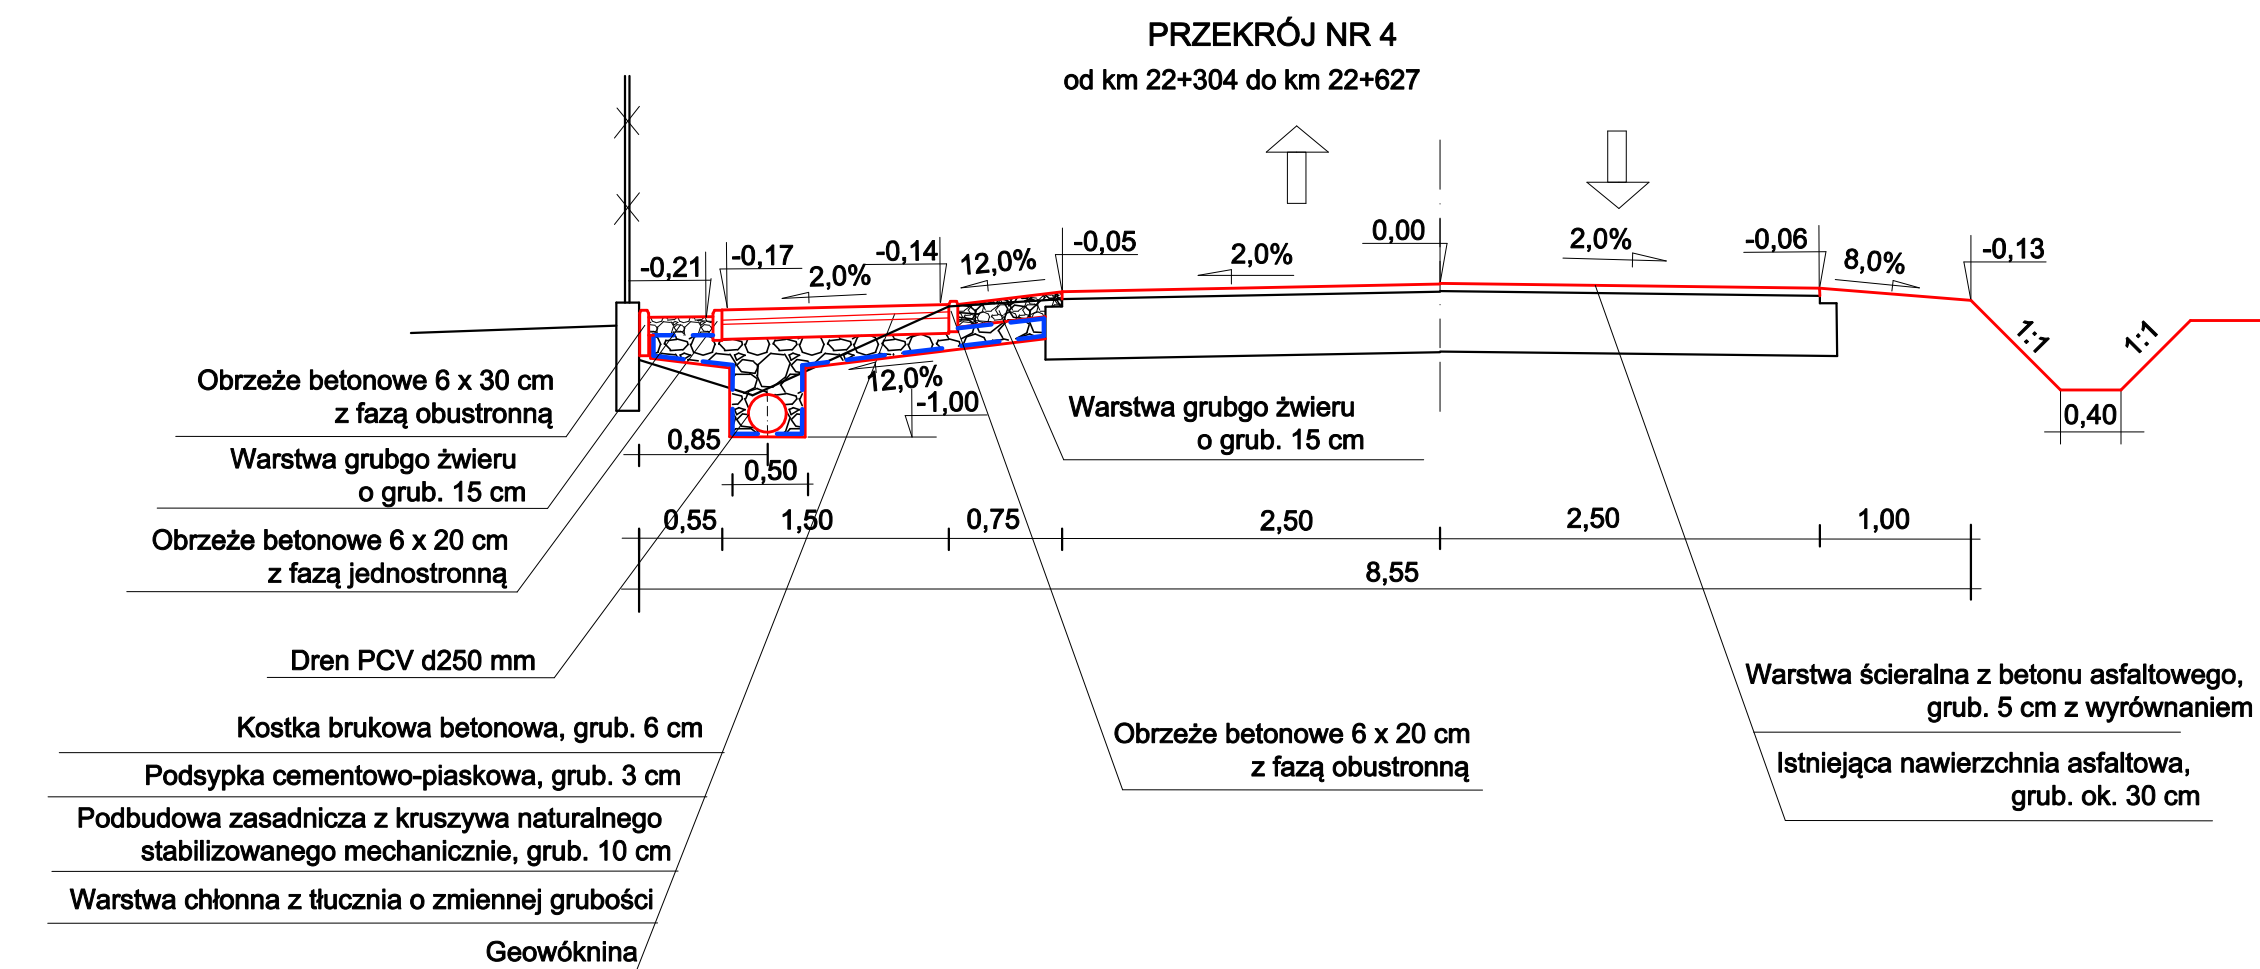 PRZEKRÓJ NR 4
od km 22+304 do km 22+627
-0,21
-0,17
2,0%
-0,14
12,0%
-0,05
2,0%
0,00
2,0%
-0,06
8,0%
-0,13
1:1
1:1
0,40
12,0%
-1,00
0,85
0,50
Obrzeże betonowe 6 x 30 cm
z fazą obustronną
Warstwa grubgo żwieru
o grub. 15 cm
Obrzeże betonowe 6 x 20 cm
z fazą jednostronną
Warstwa grubgo żwieru
o grub. 15 cm
0,55
1,50
0,75
2,50
2,50
1,00
8,55
Dren PCV d250 mm
Kostka brukowa betonowa, grub. 6 cm
Podsypka cementowo-piaskowa, grub. 3 cm
Podbudowa zasadnicza z kruszywa naturalnego
stabilizowanego mechanicznie, grub. 10 cm
Warstwa chłonna z tłucznia o zmiennej grubości
Geowóknina
Obrzeże betonowe 6 x 20 cm
z fazą obustronną
Warstwa ścieralna z betonu asfaltowego,
grub. 5 cm z wyrównaniem
Istniejąca nawierzchnia asfaltowa,
grub. ok. 30 cm